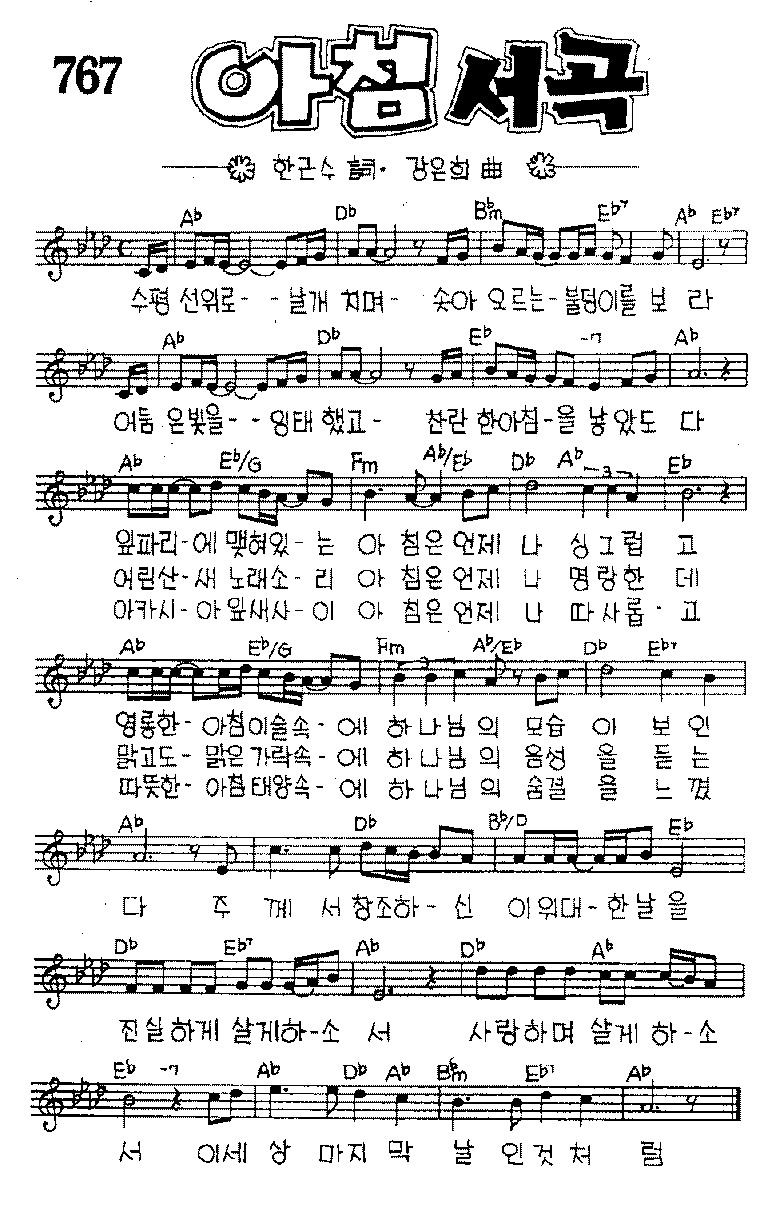 767 아침 서곡
한근수 詞· 강은희 曲
Ab Db Bbm Eb7 Ab Eb7
수평 선위로- -날개 치며- 솟아 오르는-불덩이를 보 라
Ab Db Eb -7 Ab
어둠 은빛을- -잉태 했고- 찬란 한아침-을 낳았도 다
Ab Eb/G Fm Ab/Eb Db Ab 3 Eb
잎파리-에 맺혀있-는 아 침은 언제 나 싱그럽 고
어린산-새 노래소-리 아 침은 언제 나 명랑한 데
아카시-아 잎새사-이 아 침은 언제 나 따사롭·고
Ab Eb/G Fm Ab/Eb Db Eb7
영롱한-아침이슬속-에 하나님의 모습 이 보 인
맑고도-맑은가락속-에 하나님의 음성 을 듣 는
따뜻한-아침태양속-에 하나님의 숨결 을 느 꼈
Ab Db Bb/D Eb
다 주 께 서 창조하-신 이위대-한날을
Db Eb7 Ab Db Ab
진실하게 살게하-소 서 사랑하며 살게 하-소
Eb -7 Ab Db Ab Bbm Eb7 Ab
서 이세 상 마지 막 날 인것 처 럼